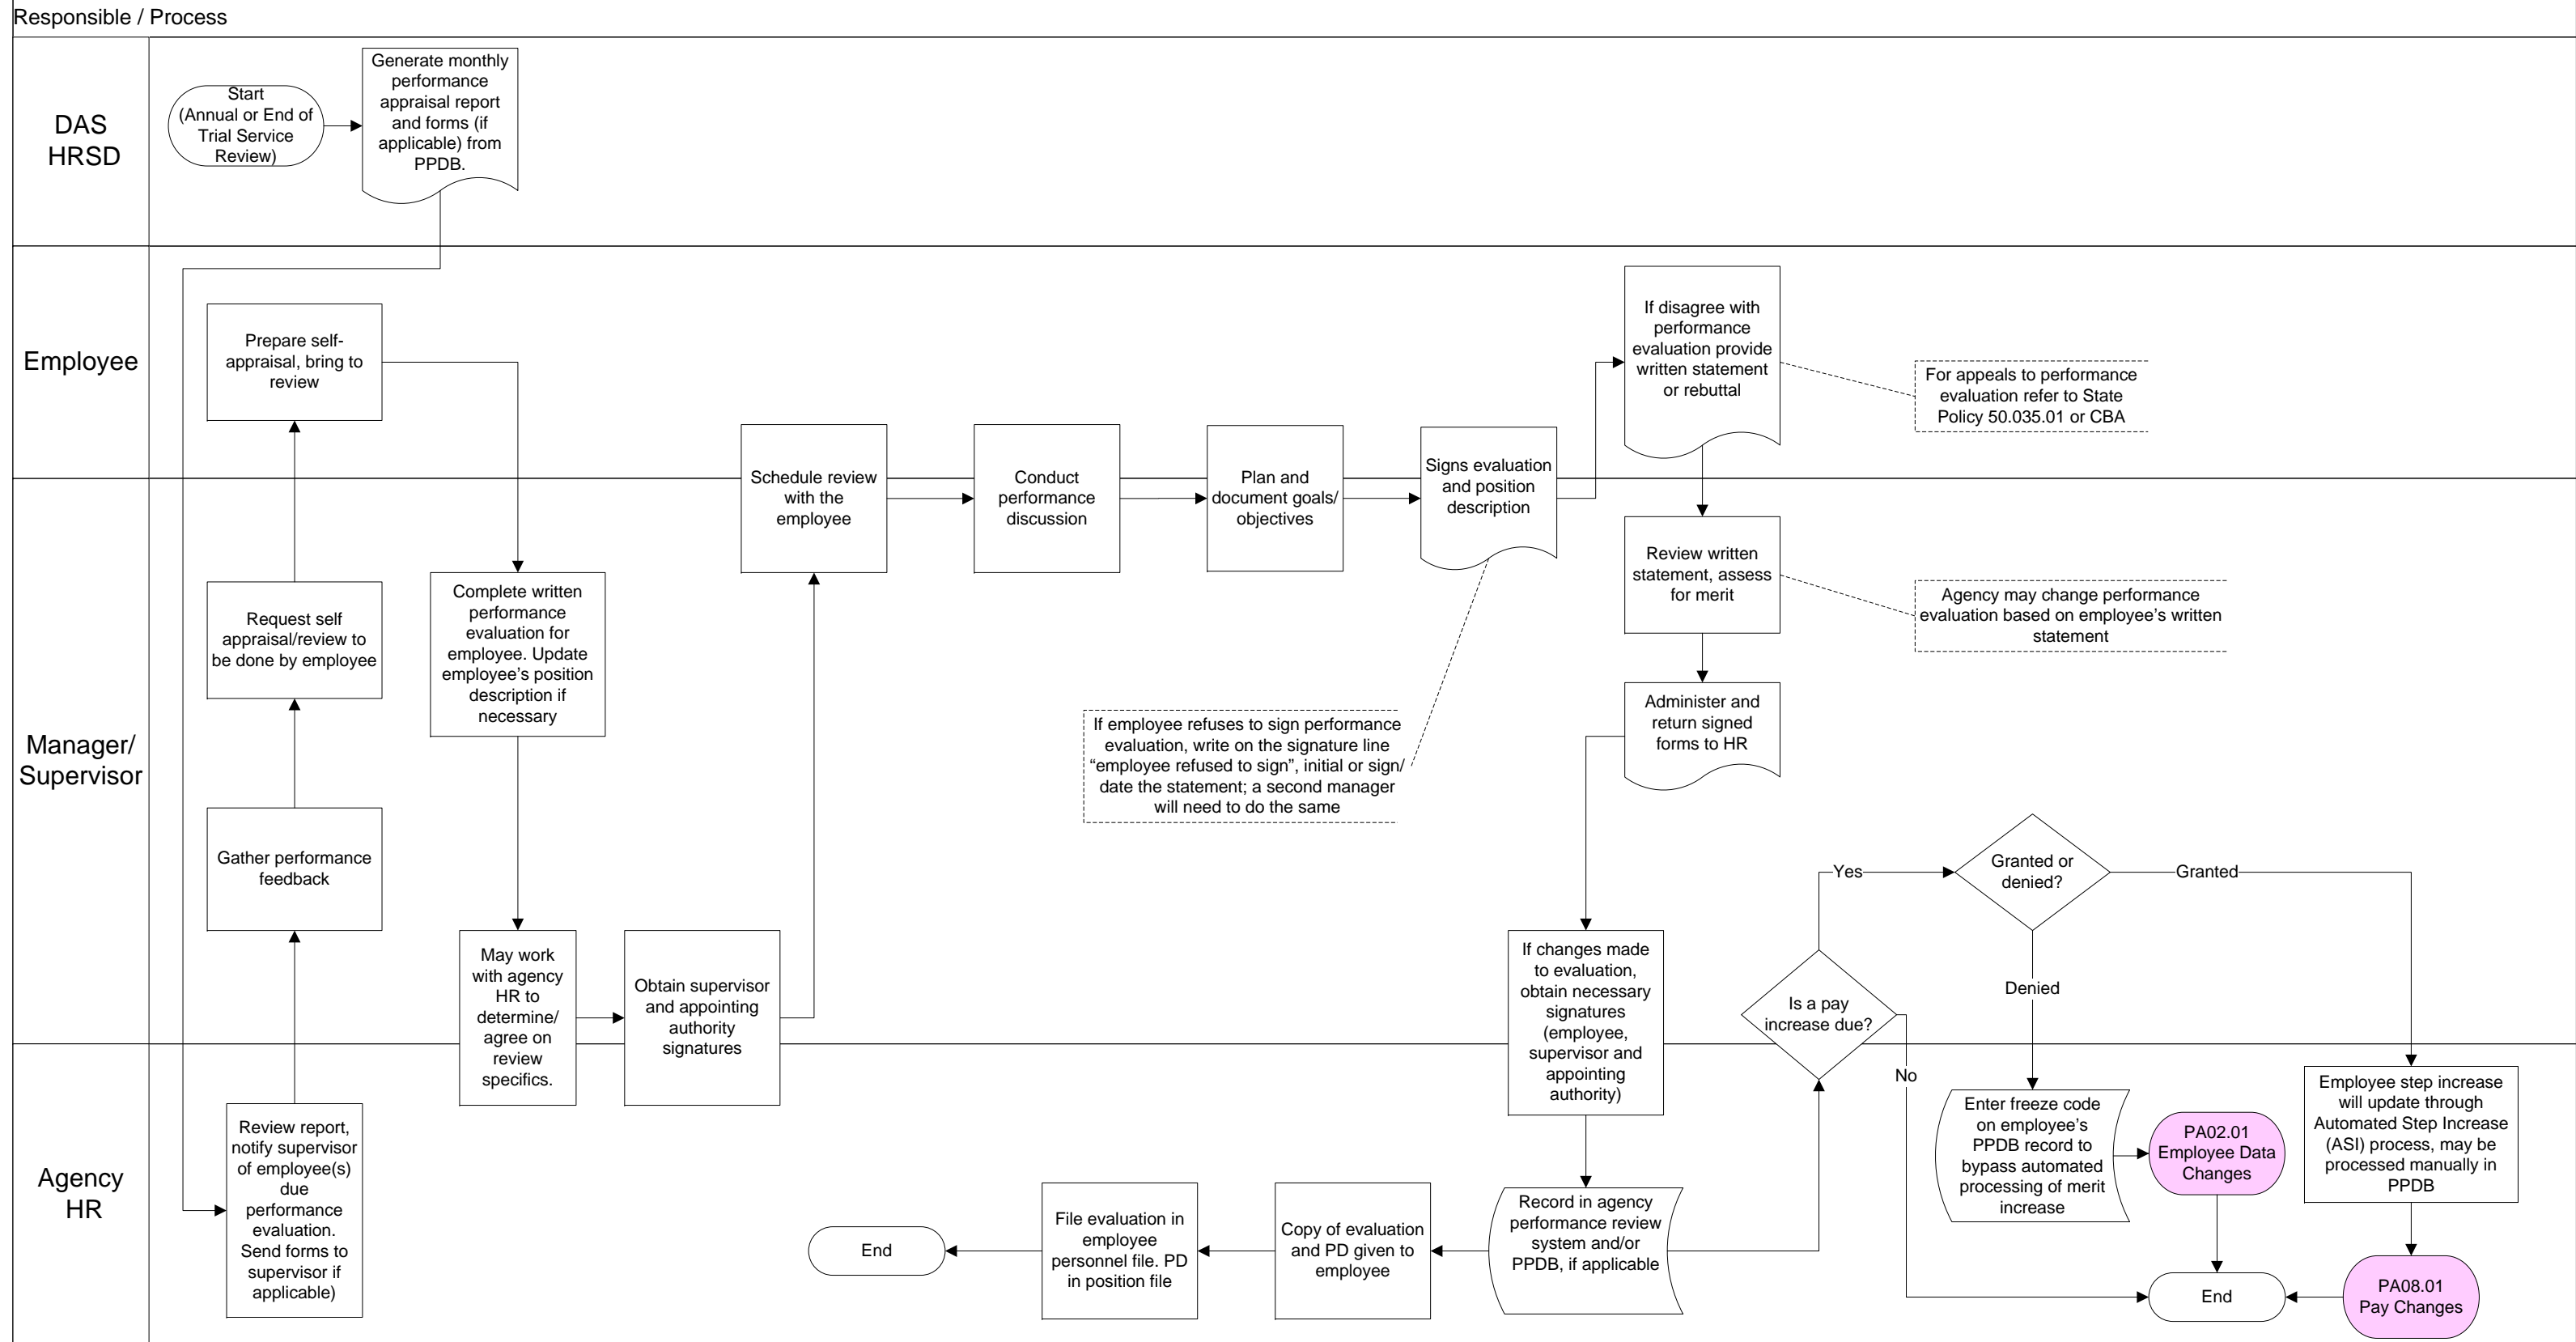 Responsible / Process
DAS
HRSD
Start
(Annual or End of
Trial Service
Review)
Generate monthly
performance
appraisal report
and forms (if
applicable) from
PPDB.
Employee
Prepare self-
appraisal, bring to
review
If disagree with
performance
evaluation provide
written statement
or rebuttal
For appeals to performance
evaluation refer to State
Policy 50.035.01 or CBA
Schedule review
with the
employee
Conduct
performance
discussion
Plan and
document goals/
objectives
Signs evaluation
and position
description
Manager/
Supervisor
Request self
appraisal/review to
be done by employee
Complete written
performance
evaluation for
employee. Update
employee’s position
description if
necessary
Review written
statement, assess
for merit
Agency may change performance
evaluation based on employee’s written
statement
If employee refuses to sign performance
evaluation, write on the signature line
“employee refused to sign”, initial or sign/
date the statement; a second manager
will need to do the same
Administer and
return signed
forms to HR
Gather performance
feedback
May work
with agency
HR to
determine/
agree on
review
specifics.
Obtain supervisor
and appointing
authority
signatures
If changes made
to evaluation,
obtain necessary
signatures
(employee,
supervisor and
appointing
authority)
Is a pay
increase due?
Yes
Granted or
denied?
Granted
Denied
No
Agency
HR
Review report,
notify supervisor
of employee(s)
due
performance
evaluation.
Send forms to
supervisor if
applicable)
End
File evaluation in
employee
personnel file. PD
in position file
Copy of evaluation
and PD given to
employee
Record in agency
performance review
system and/or
PPDB, if applicable
Enter freeze code
on employee’s
PPDB record to
bypass automated
processing of merit
increase
PA02.01
Employee Data
Changes
Employee step increase
will update through
Automated Step Increase
(ASI) process, may be
processed manually in
PPDB
End
PA08.01
Pay Changes